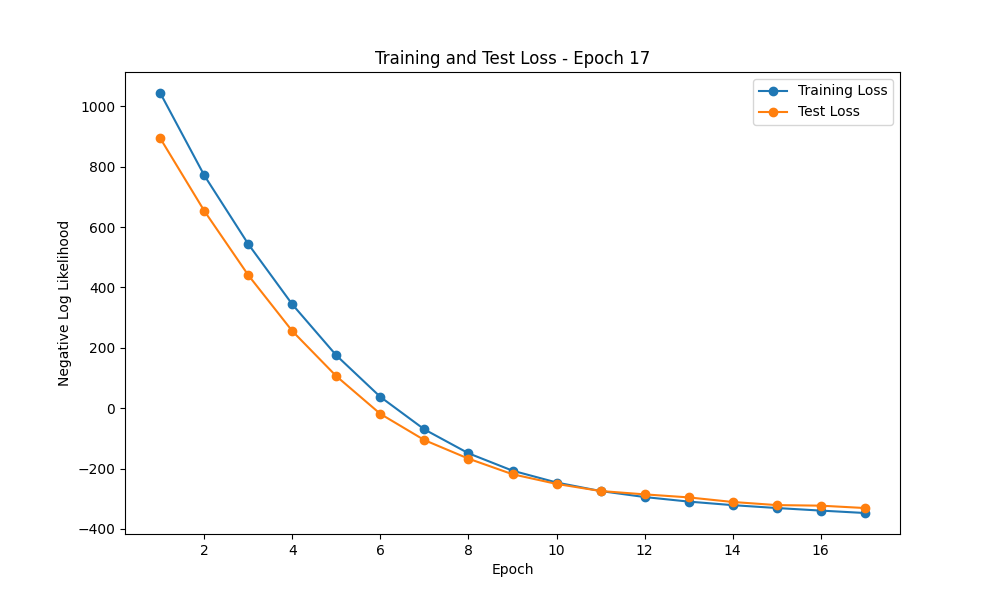 Training and Test Loss - Epoch 17
Training Loss
Test Loss
Negative Log Likelihood
1000
800
600
400
200
0
−200
−400
2 4 6 8 10 12 14 16
Epoch